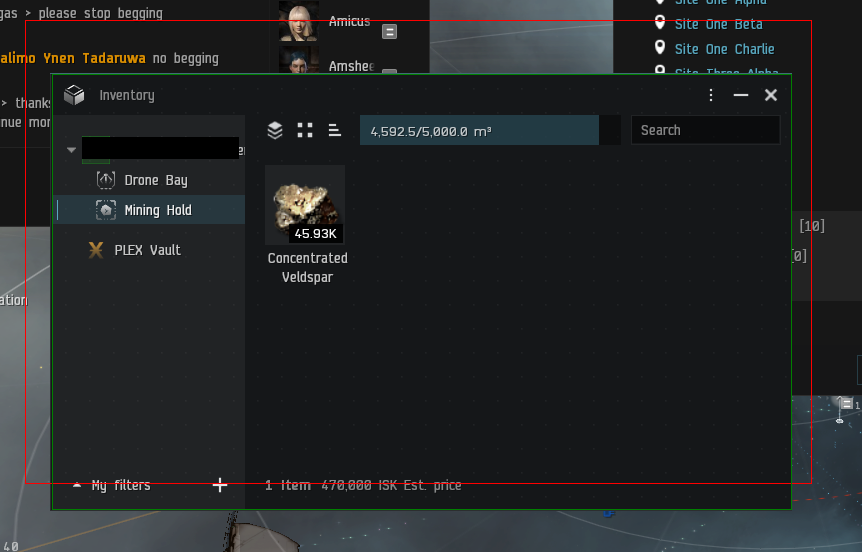 gas > please stop begging
alimo Ynen Tadaruwa no begging
> thanks
nue mor
ation
40
Amicus
Amshee
Site One Alpha
Site One Beta
Site One Charlie
Site Three Alpha
[10]
[0]
1
Inventory
4,592.5/5,000.0 m³
Search
Drone Bay
Mining Hold
PLEX Vault
45.93K
Concentrated
Veldspar
My filters
1 Item 470,000 ISK Est. price